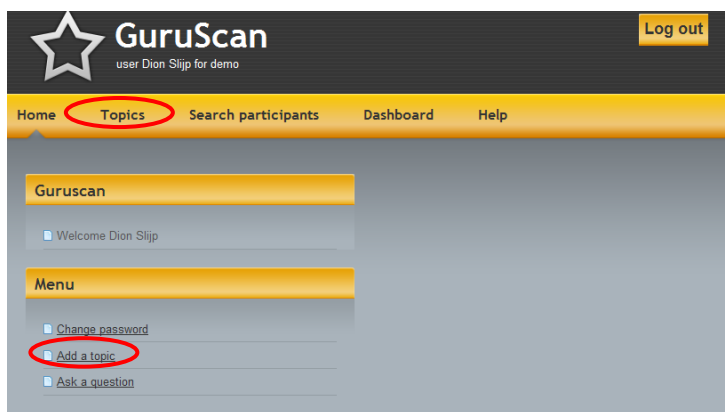 GuruScan
Log out
user Dion Slijp for demo
Home Topics Search participants Dashboard Help
Guruscan
Welcome Dion Slijp
Menu
Change password
Add a topic
Ask a question